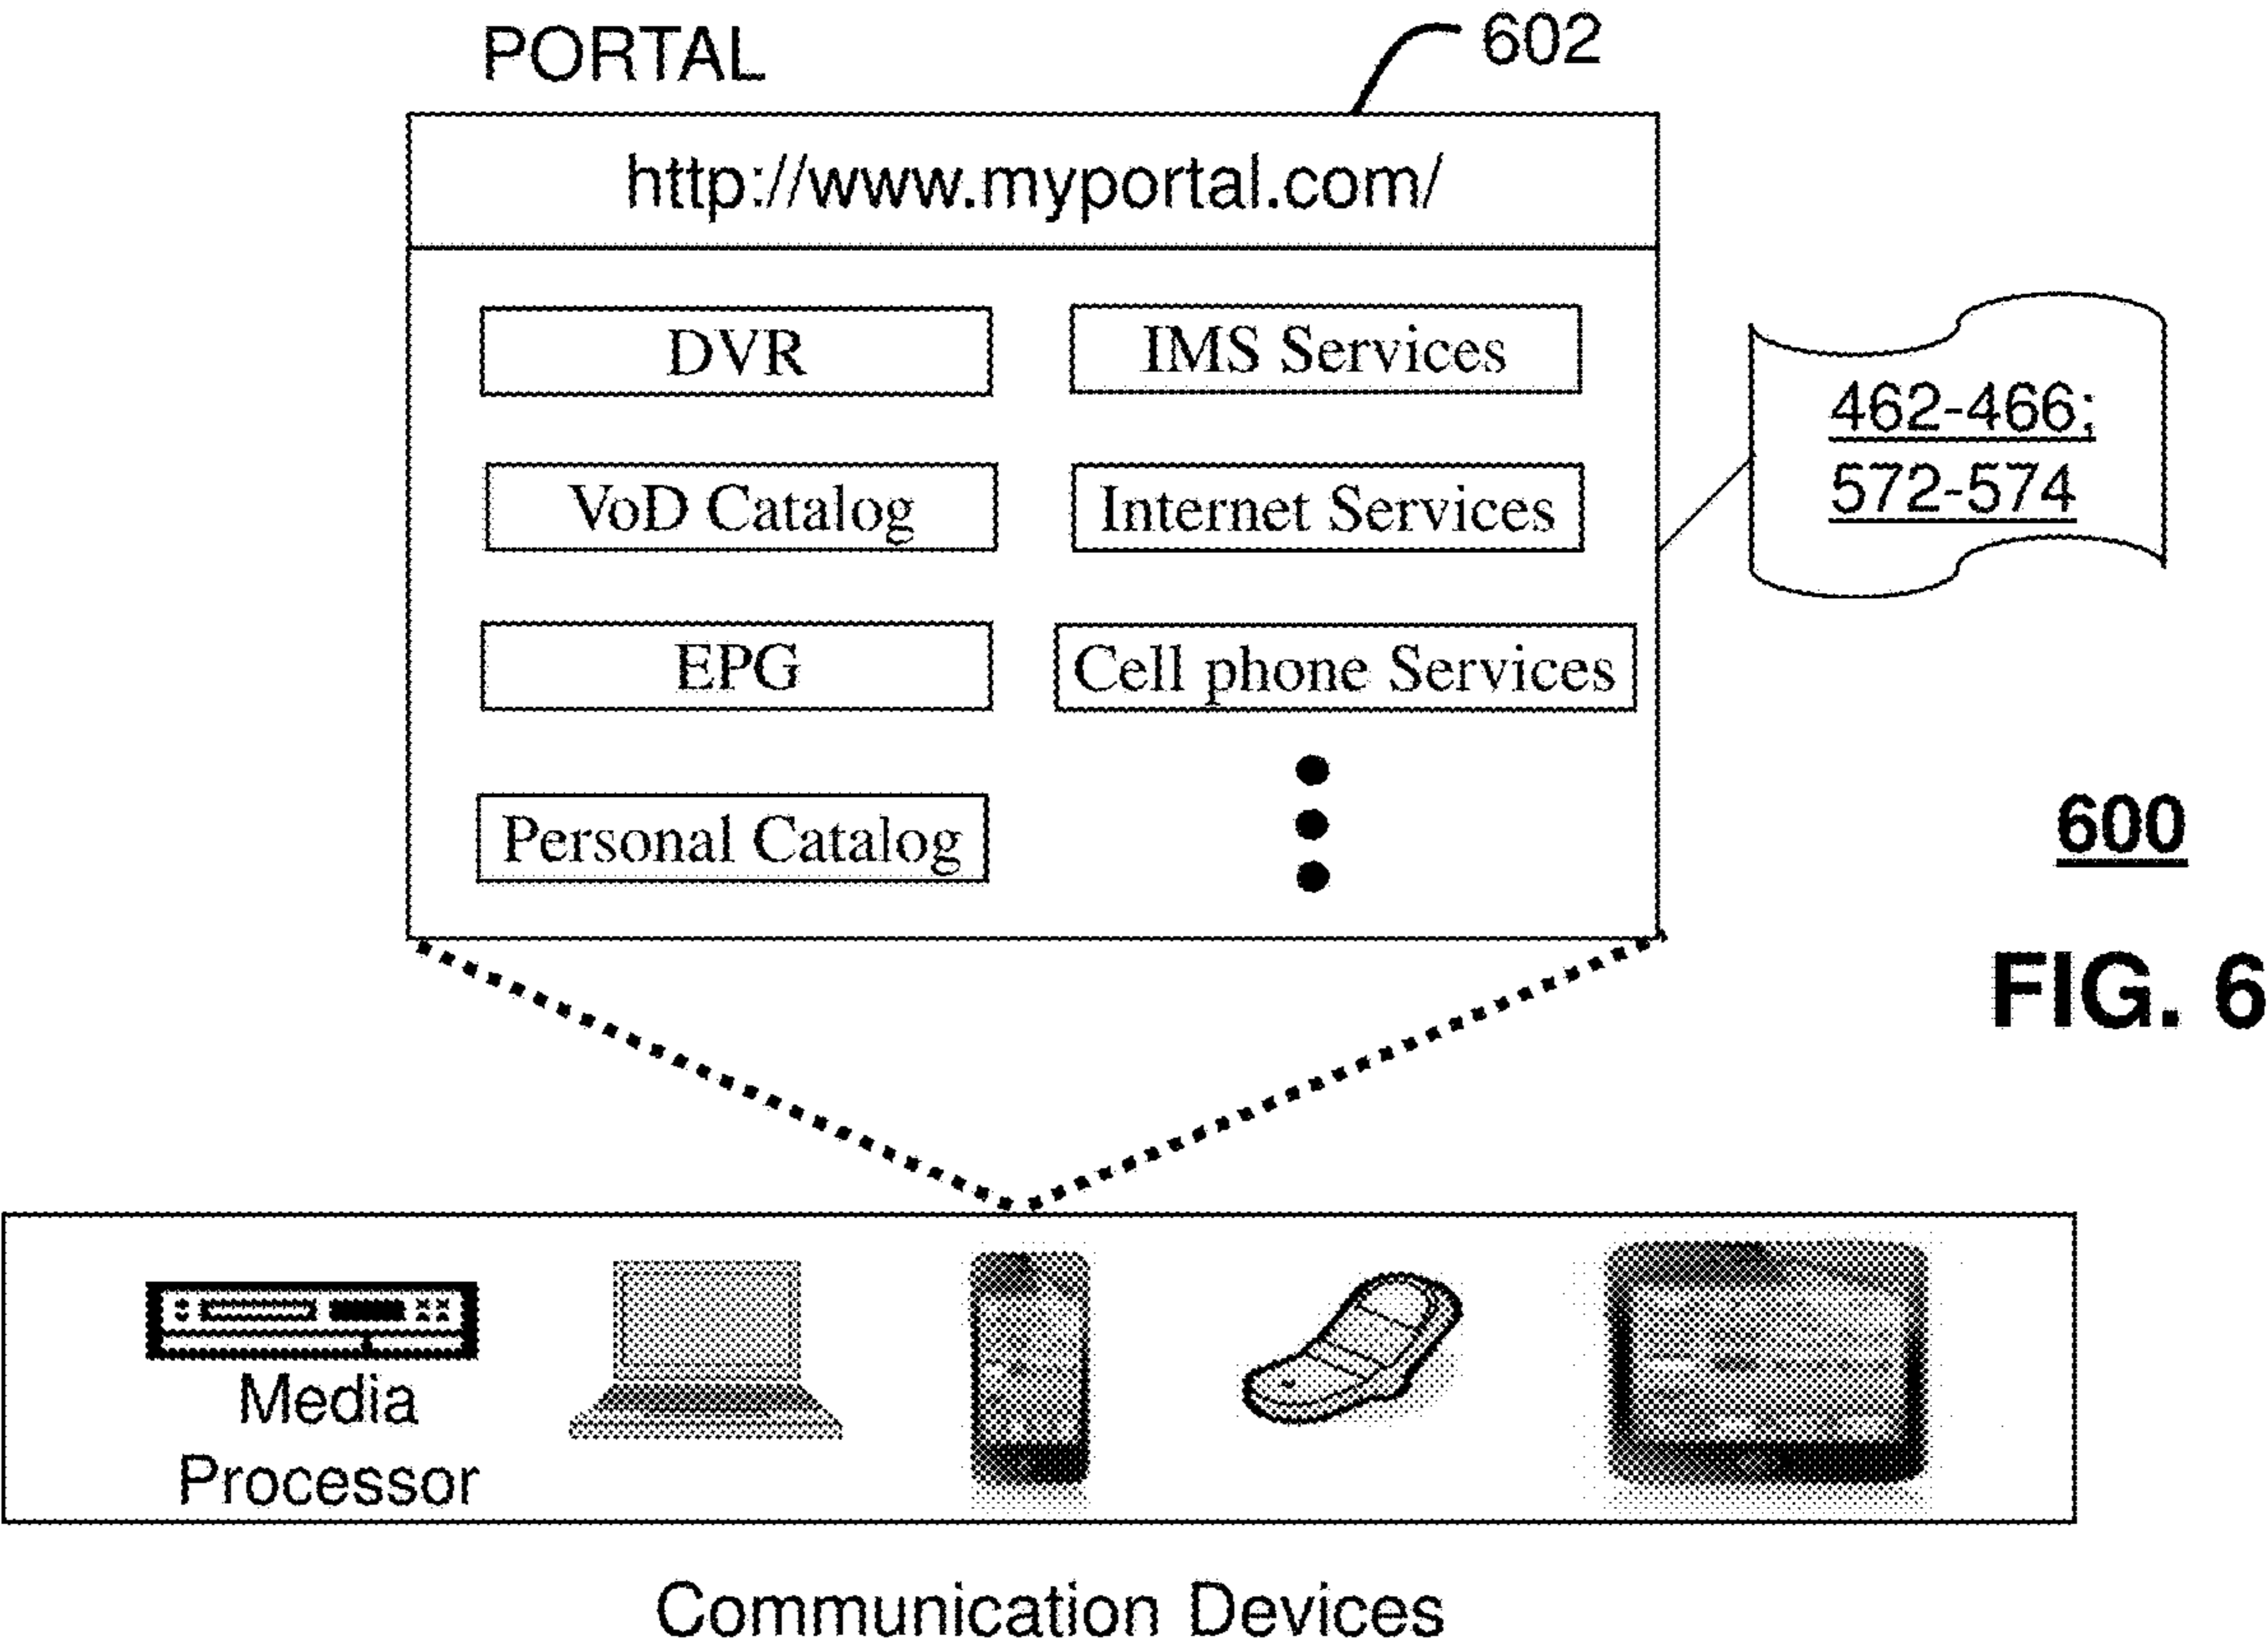 PORTAL
602
http://www.myportal.com/
DVR
IMS Services
VoD Catalog
Internet Services
EPG
Cell phone Services
Personal Catalog
462-466;
572-574
600
FIG. 6
Media
Processor
Communication Devices